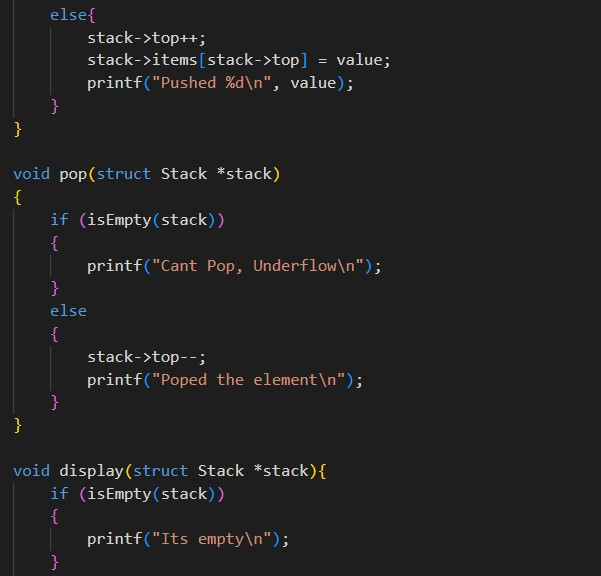 else{
stack->top++;
stack->items[stack->top] = value;
printf("Pushed %d\n", value);
}
}
void pop(struct Stack *stack)
{
if (isEmpty(stack))
{
printf("Cant Pop, Underflow\n");
}
else
{
stack->top--;
printf("Poped the element\n");
}
}
void display(struct Stack *stack){
if (isEmpty(stack))
{
printf("Its empty\n");
}